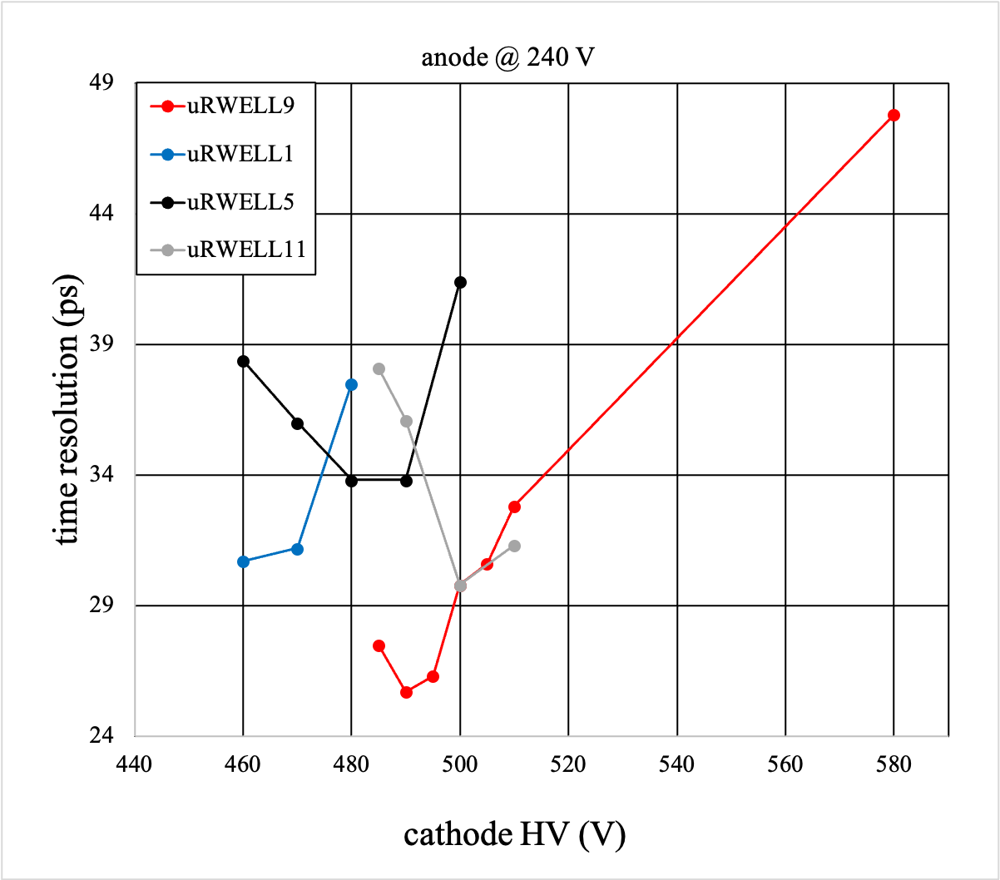 anode @ 240 V
49
44
39
34
29
24
uRWELL9
uRWELL1
uRWELL5
uRWELL11
time resolution (ps)
440 460 480 500 520 540 560 580
cathode HV (V)